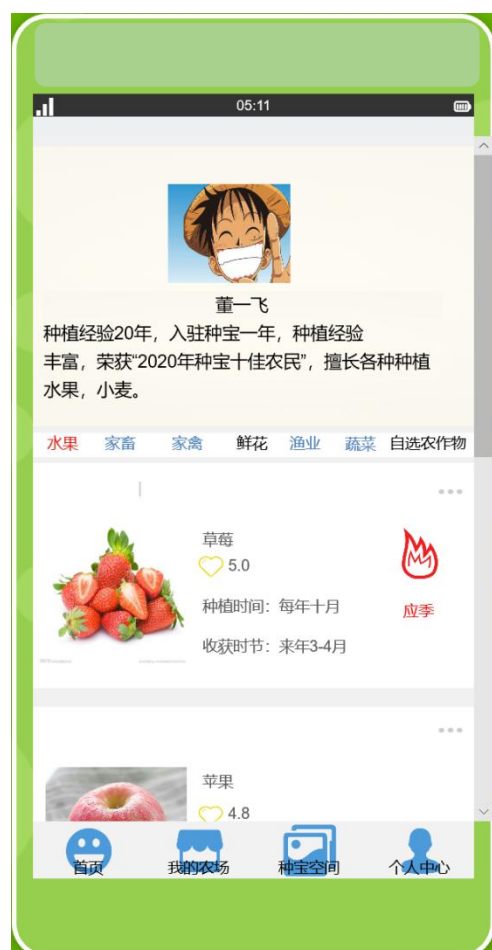 05:11
董一飞
种植经验20年，入驻种宝一年，种植经验
丰富，荣获“2020年种宝十佳农民”，擅长各种种植
水果，小麦。
水果 家畜 家禽 鲜花 渔业 蔬菜 自选农作物
草莓
5.0
种植时间：每年十月
应季
收获时节：来年3-4月
苹果
4.8
首页 我的农场 种宝空间 个人中心